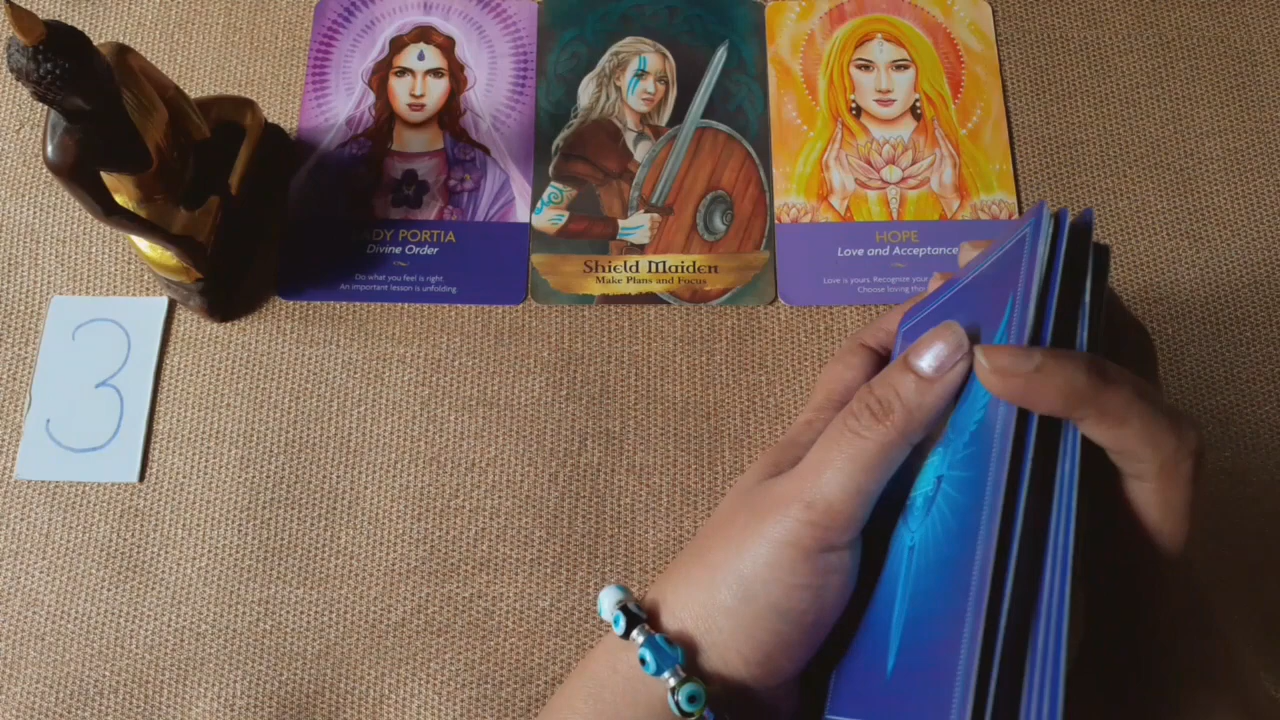 3
LADY PORTIA
Divine Order
Do what you feel is right.
An important lesson is unfolding.
Shield Maiden
Make Plans and Focus
HOPE
Love and Acceptance
Love is yours. Recognize your
Choose loving